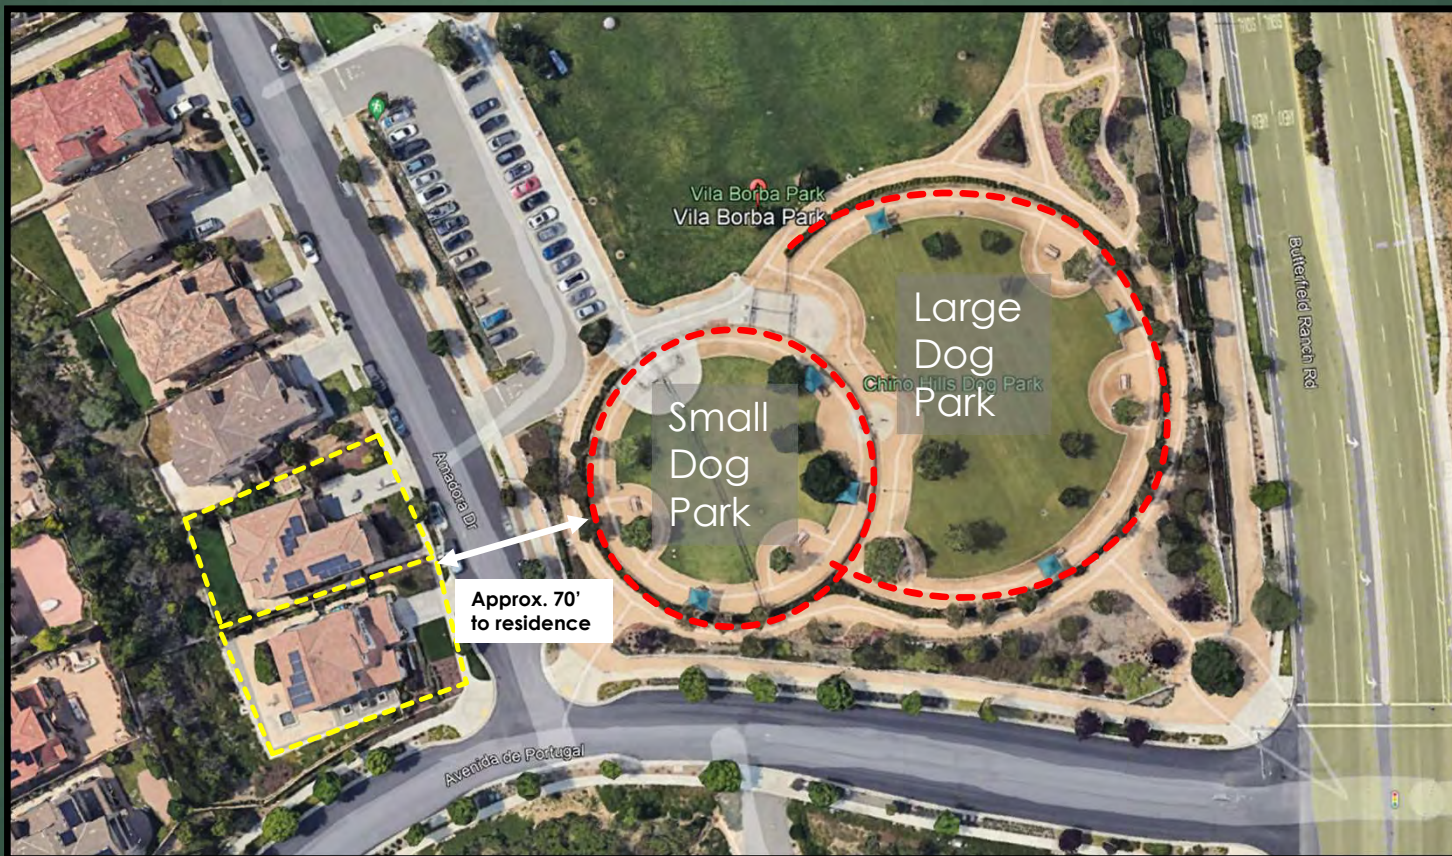 Vila Borba Park
Vila Borba Park
Large
Dog
Park
Chino Hills Dog Park
Small
Dog
Park
Butterfield Ranch Rd
Amadora Dr
Approx. 70'
to residence
Avenida de Portugal